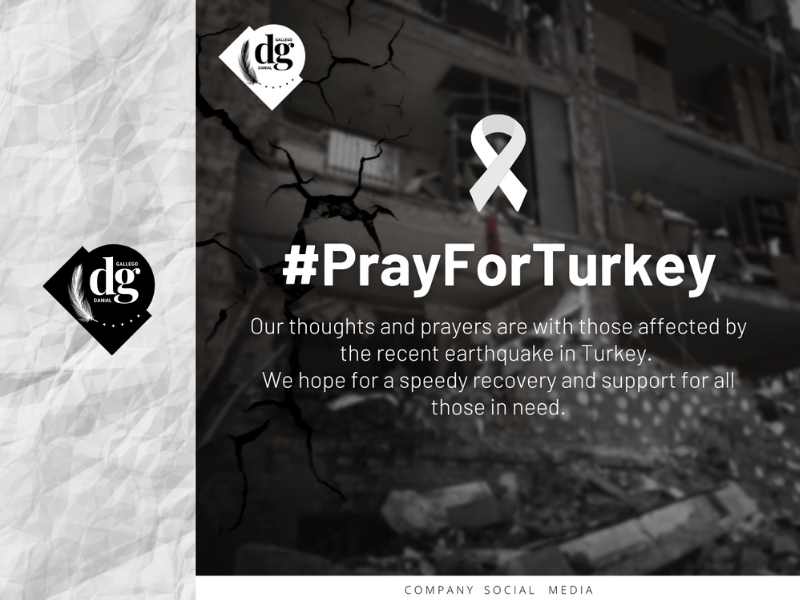 GALLEGO
dg
DANIAL
GALLEGO
dg
DANIAL
#PrayForTurkey
Our thoughts and prayers are with those affected by
the recent earthquake in Turkey.
We hope for a speedy recovery and support for all
those in need.
COMPANY SOCIAL MEDIA